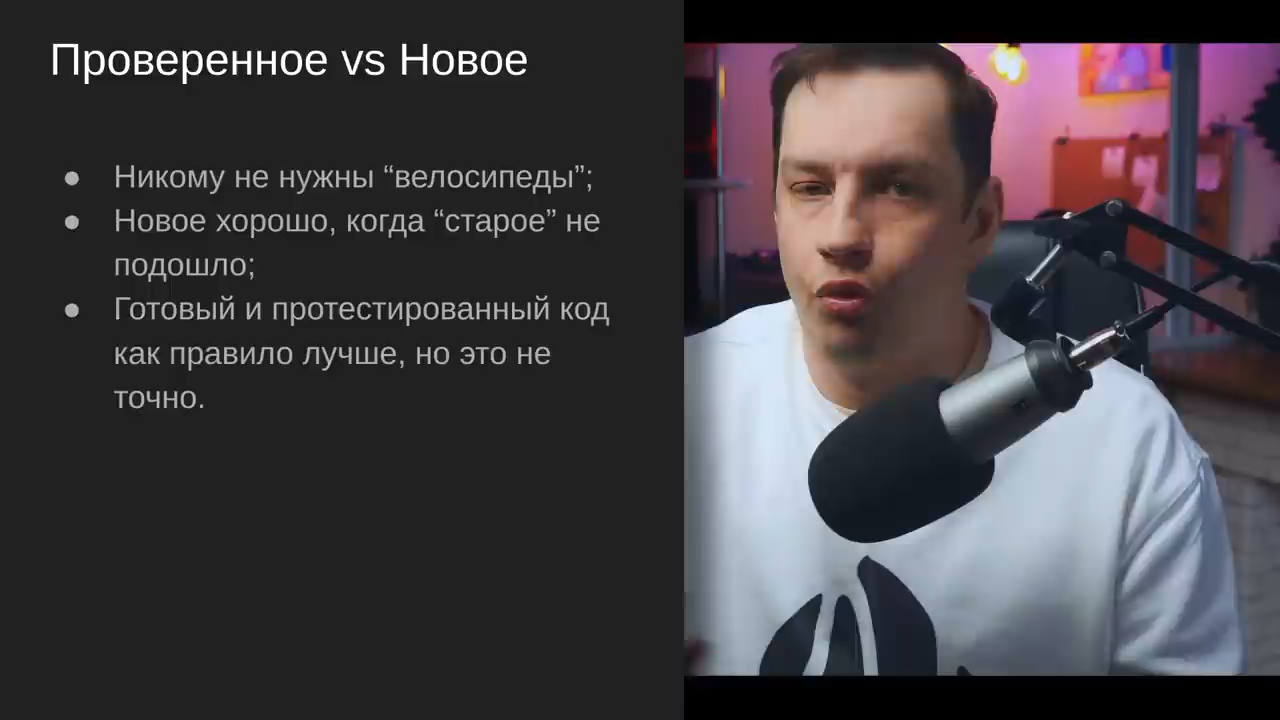 Проверенное vs Новое
● Никому не нужны “велосипеды”;
● Новое хорошо, когда “старое” не
подошло;
● Готовый и протестированный код
как правило лучше, но это не
точно.